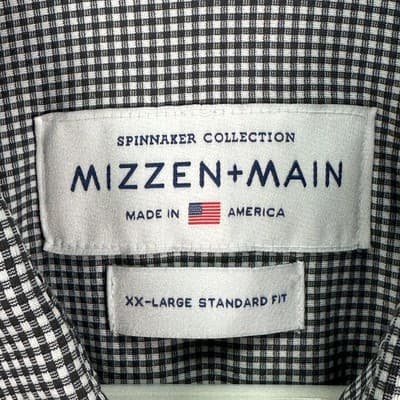 SPINNAKER COLLECTION
MIZZEN+MAIN
MADE IN AMERICA
XX-LARGE STANDARD FIT